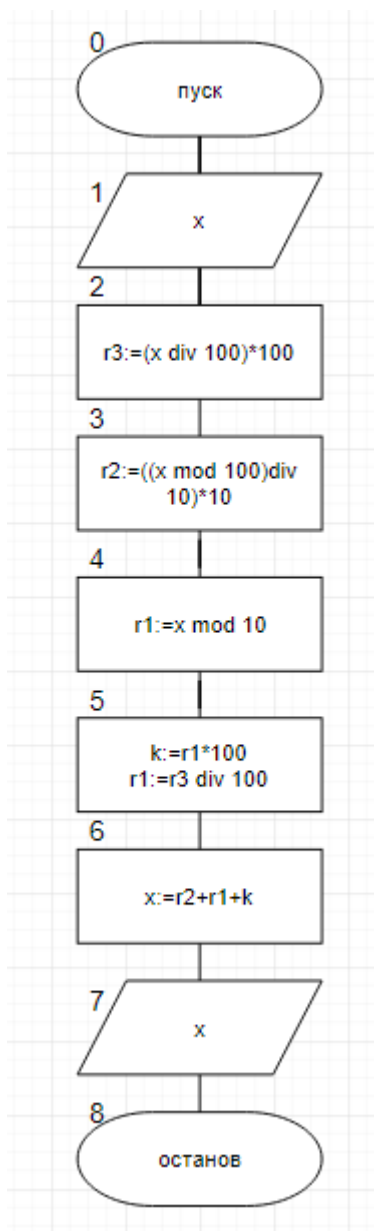 0
пуск
1
x
2
r3:=(x div 100)*100
3
r2:=((x mod 100)div
10)*10
4
r1:=x mod 10
5
k:=r1*100
r1:=r3 div 100
6
x:=r2+r1+k
7
x
8
останов